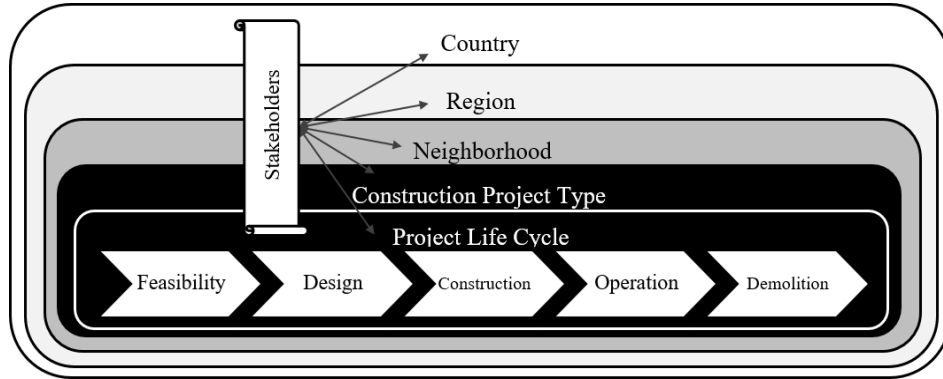 Country
Stakeholders
Region
Neighborhood
Construction Project Type
Project Life Cycle
Feasibility
Design
Construction
Operation
Demolition